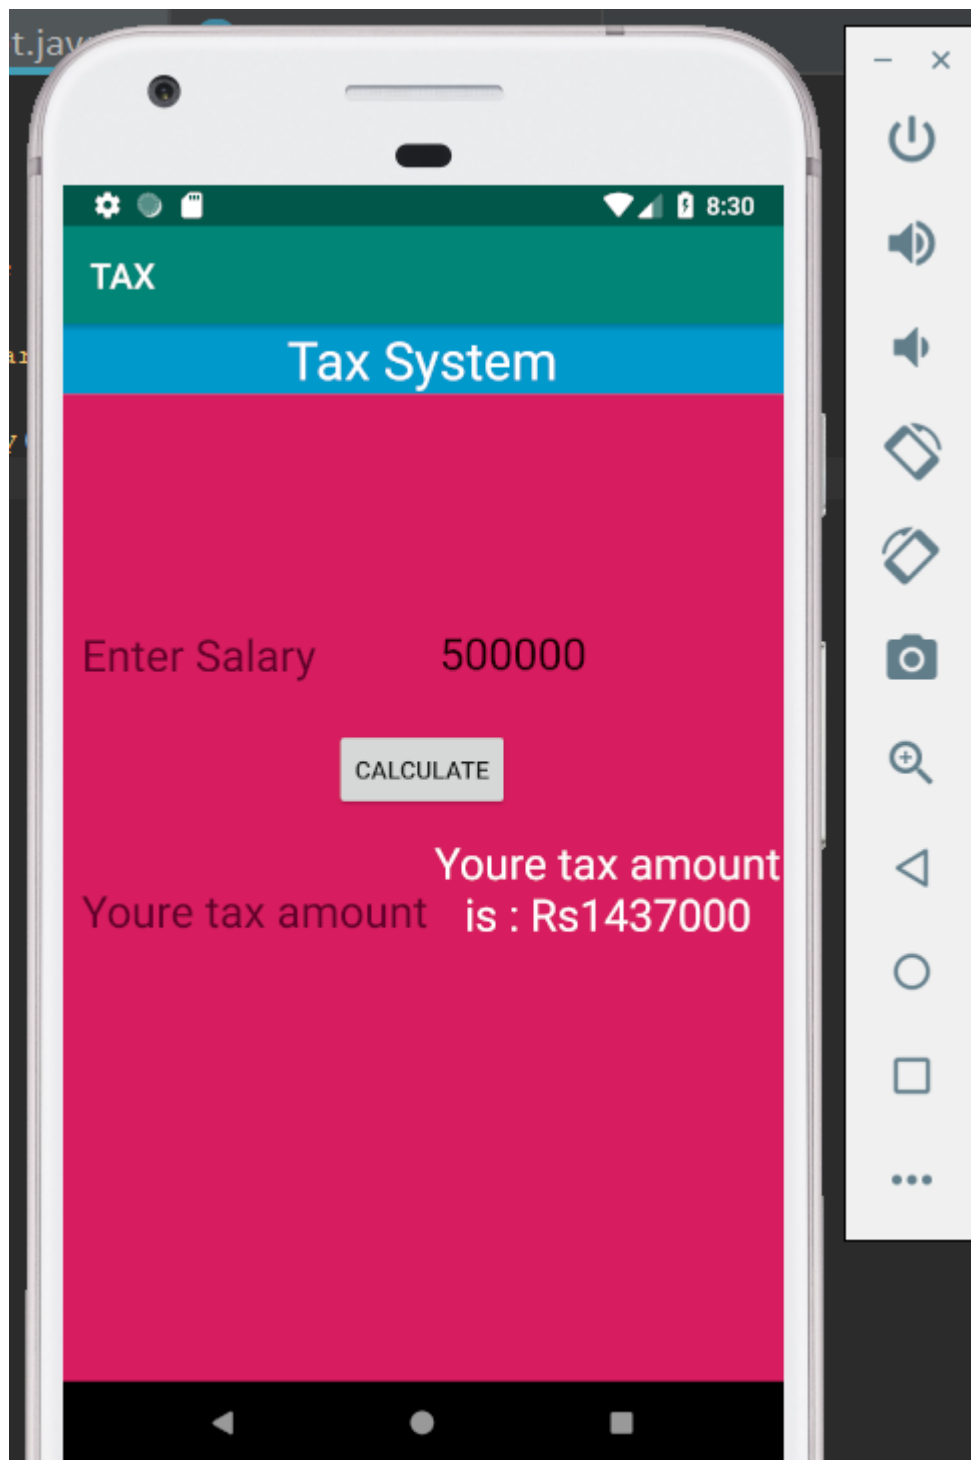 t.jav
8:30
TAX
Tax System
Enter Salary 500000
CALCULATE
Youre tax amount
Youre tax amount
is : Rs1437000